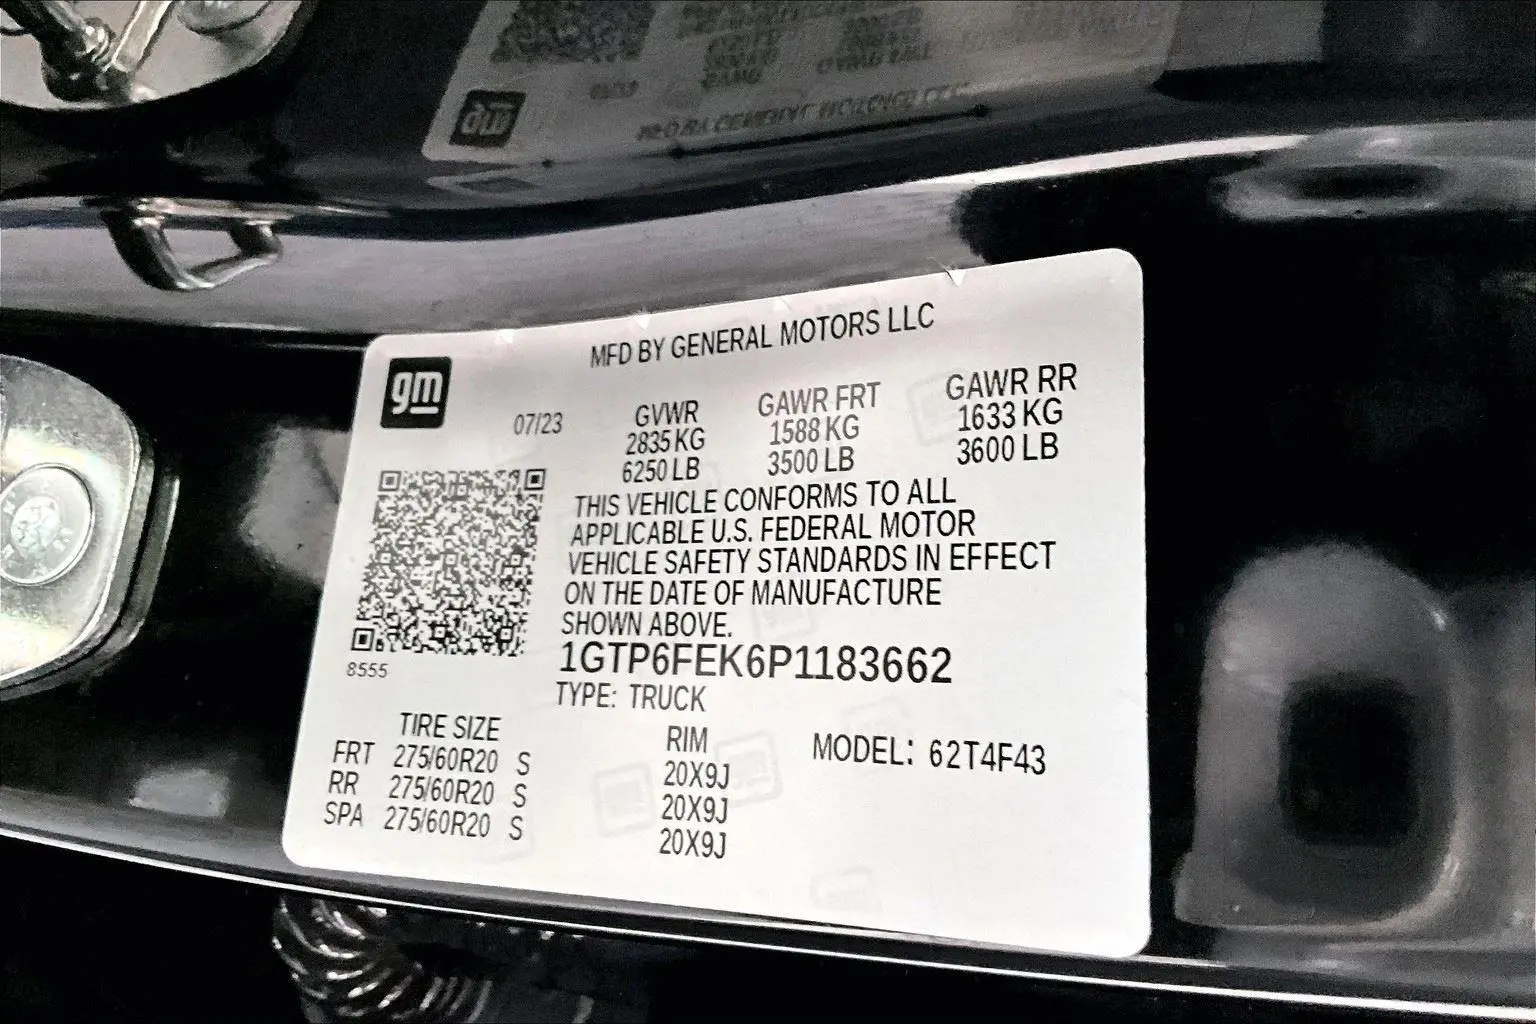 MFD BY GENERAL MOTORS LLC
gm
07/23
GVWR GAWR FRT GAWR RR
2835 KG 1588 KG 1633 KG
6250 LB 3500 LB 3600 LB
THIS VEHICLE CONFORMS TO ALL
APPLICABLE U.S. FEDERAL MOTOR
VEHICLE SAFETY STANDARDS IN EFFECT
ON THE DATE OF MANUFACTURE
SHOWN ABOVE.
1GTP6FEK6P1183662
8555
TYPE: TRUCK
TIRE SIZE RIM MODEL: 62T4F43
FRT 275/60R20 S 20X9J
RR 275/60R20 S 20X9J
SPA 275/60R20 S 20X9J